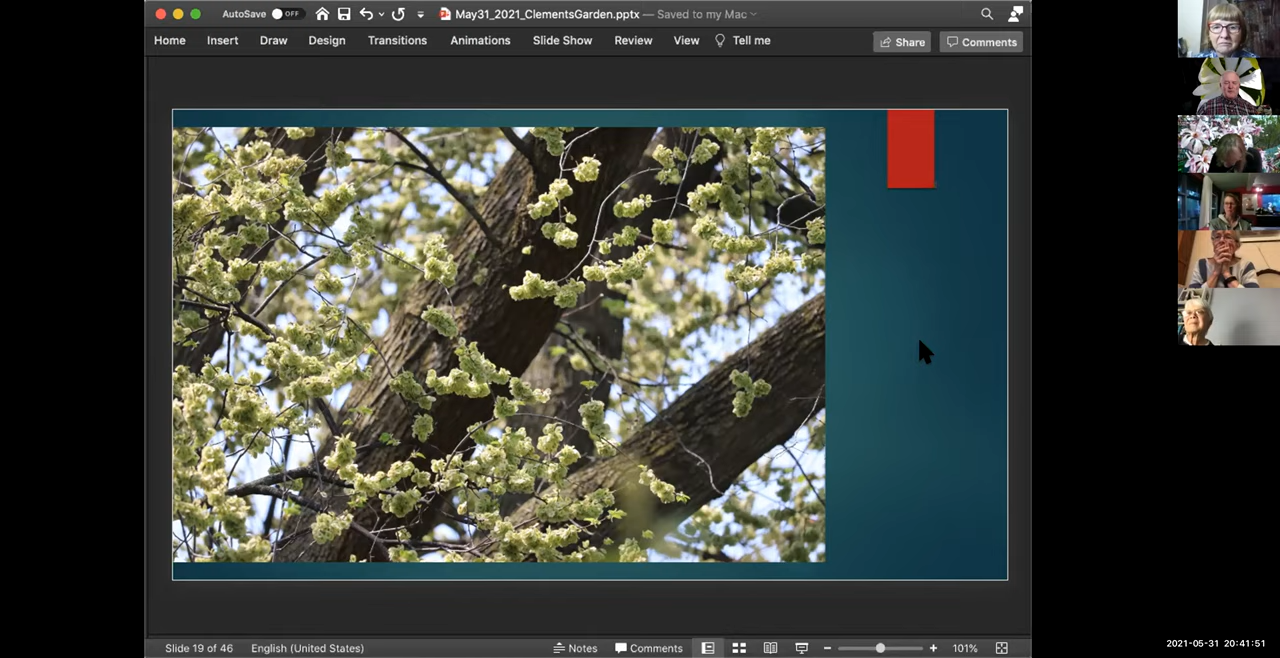 AutoSave OFF May31_2021_ClementsGarden.pptx — Saved to my Mac
Home Insert Draw Design Transitions Animations Slide Show Review View Tell me Share Comments
Slide 19 of 46 English (United States) Notes Comments 101%
2021-05-31 20:41:51